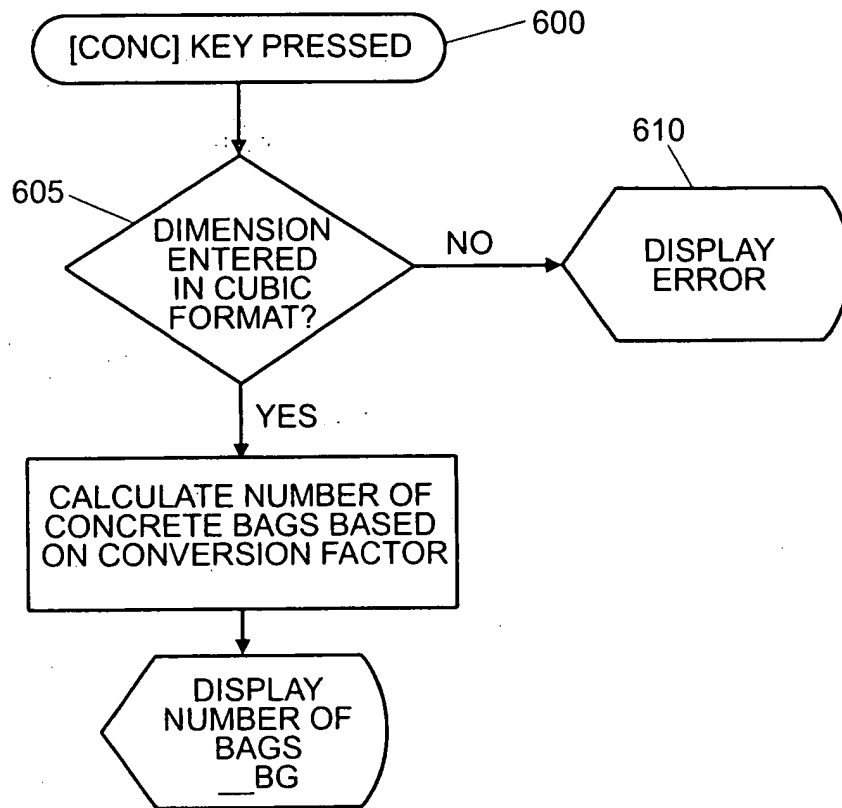 [CONC] KEY PRESSED
600
605
DIMENSION
ENTERED
IN CUBIC
FORMAT?
NO
610
DISPLAY
ERROR
YES
CALCULATE NUMBER OF
CONCRETE BAGS BASED
ON CONVERSION FACTOR
DISPLAY
NUMBER OF
BAGS
__BG